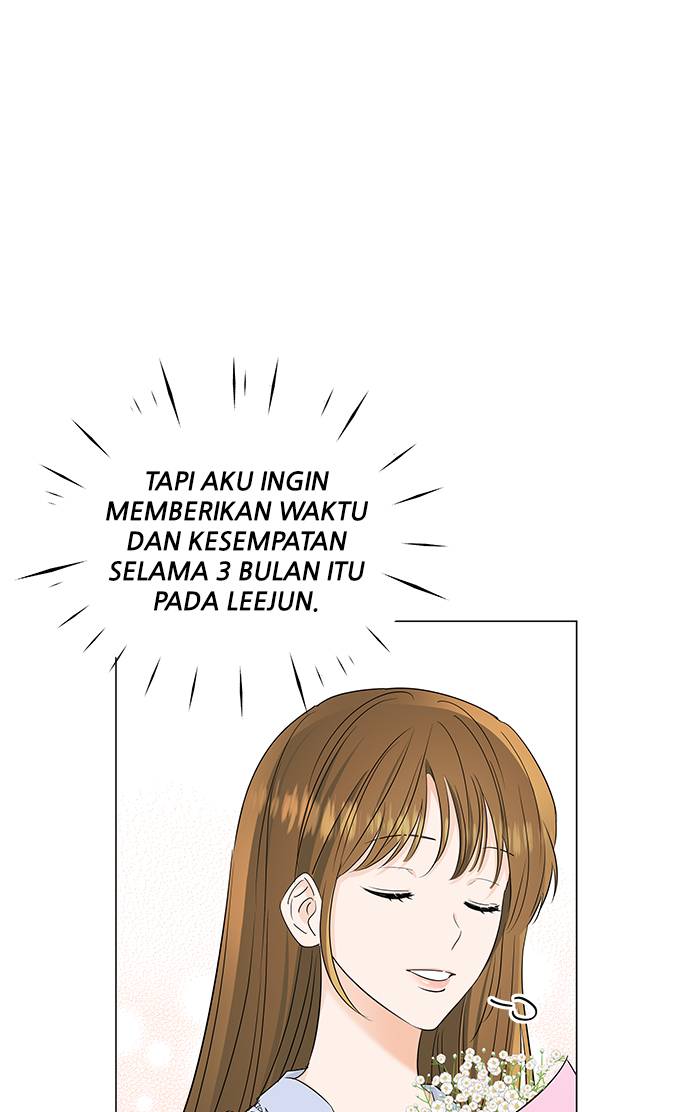 TAPI AKU INGIN
MEMBERIKAN WAKTU
DAN KESEMPATAN
SELAMA 3 BULAN ITU
PADA LEEJUN.